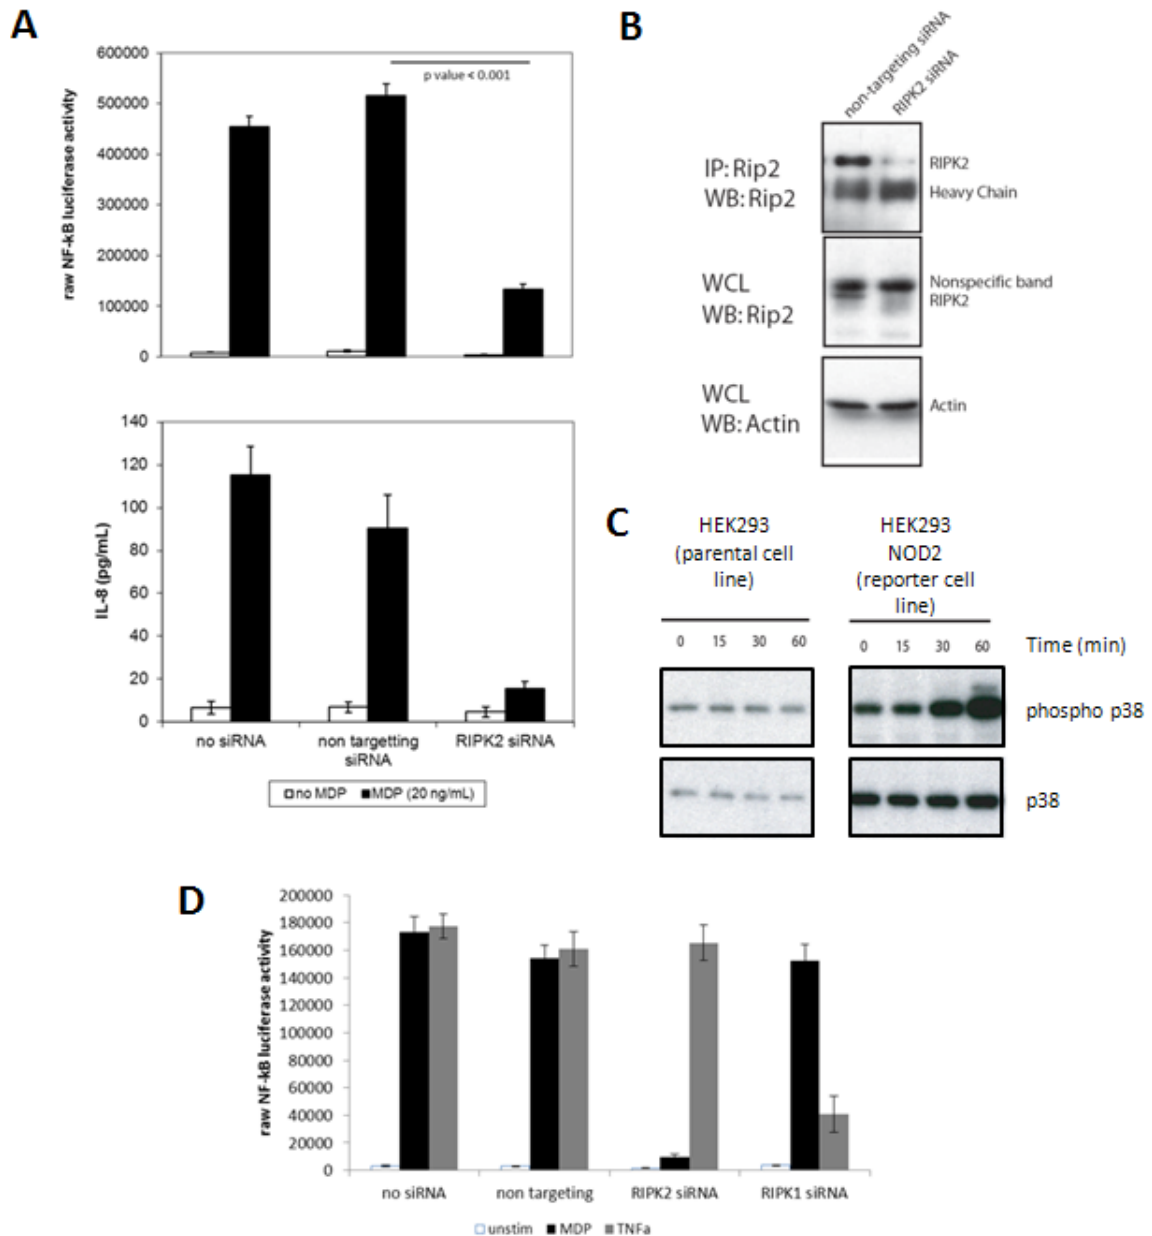 A
600000
500000
400000
300000
200000
100000
0
raw NF-kB luciferase activity
p value < 0.001
140
120
100
80
60
40
20
0
IL-8 (pg/mL)
no siRNA
non targetting
siRNA
RIPK2 siRNA
no MDP
MDP (20 ng/mL)
B
non-targeting siRNA
RIPK2 siRNA
IP: Rip2
WB: Rip2
RIPK2
Heavy Chain
WCL
WB: Rip2
Nonspecific band
RIPK2
WCL
WB: Actin
Actin
C
HEK293
(parental cell
line)
HEK293
NOD2
(reporter cell
line)
0 15 30 60
0 15 30 60
Time (min)
phospho p38
p38
D
200000
180000
160000
140000
120000
100000
80000
60000
40000
20000
0
raw NF-kB luciferase activity
no siRNA
non targeting
RIPK2 siRNA
RIPK1 siRNA
unstim
MDP
TNFa